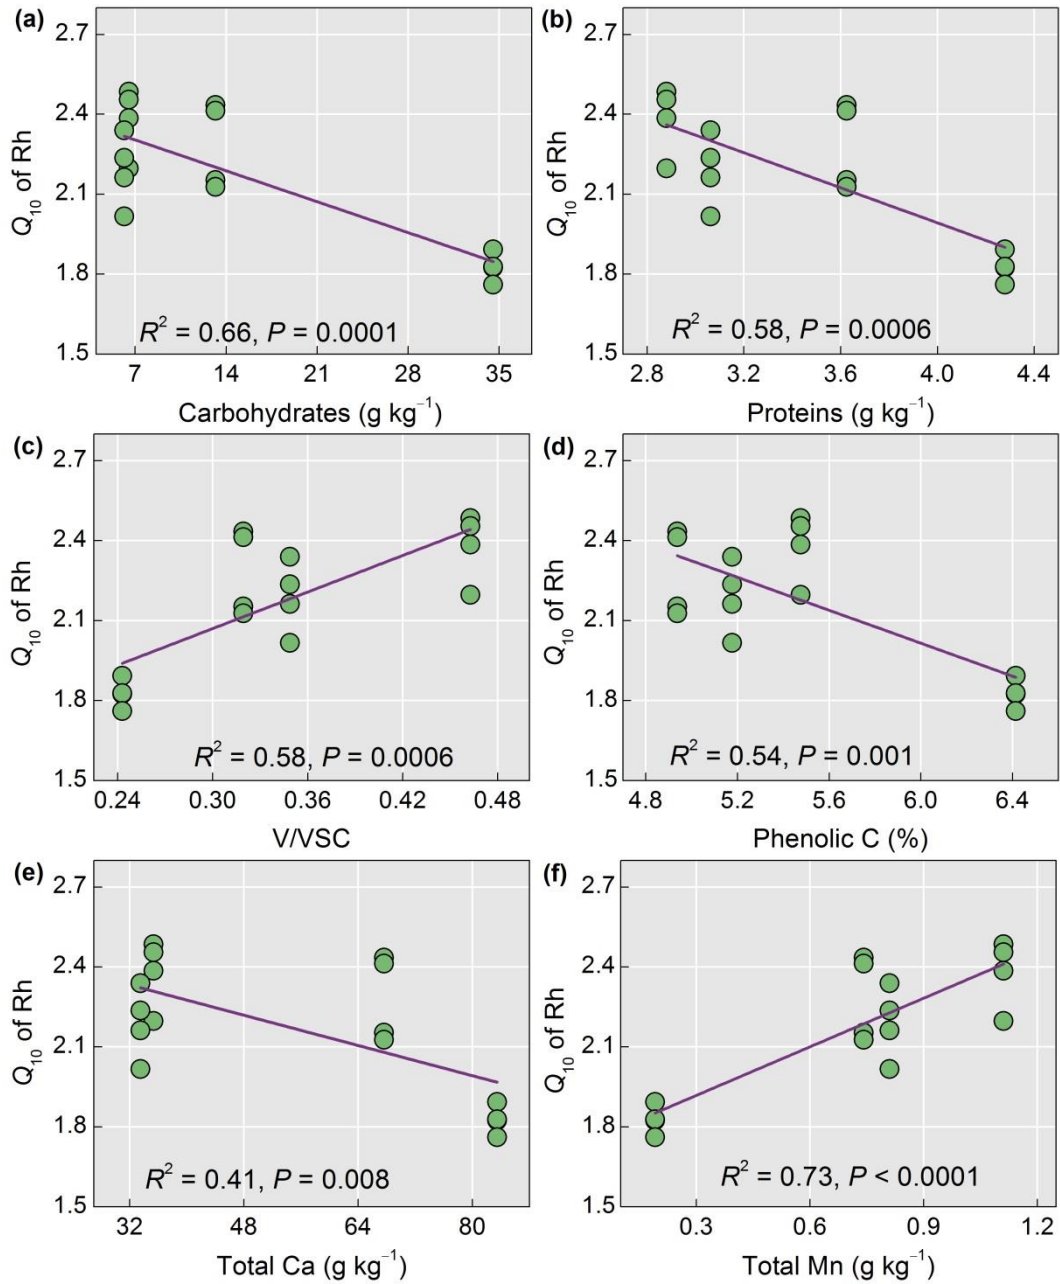 (a)
2.7
2.4
2.1
1.8
1.5
Q₁₀ of Rh
R² = 0.66, P = 0.0001
7 14 21 28 35
Carbohydrates (g kg⁻¹)
(b)
2.7
2.4
2.1
1.8
1.5
Q₁₀ of Rh
R² = 0.58, P = 0.0006
2.8 3.2 3.6 4.0 4.4
Proteins (g kg⁻¹)
(c)
2.7
2.4
2.1
1.8
1.5
Q₁₀ of Rh
R² = 0.58, P = 0.0006
0.24 0.30 0.36 0.42 0.48
V/VSC
(d)
2.7
2.4
2.1
1.8
1.5
Q₁₀ of Rh
R² = 0.54, P = 0.001
4.8 5.2 5.6 6.0 6.4
Phenolic C (%)
(e)
2.7
2.4
2.1
1.8
1.5
Q₁₀ of Rh
R² = 0.41, P = 0.008
32 48 64 80
Total Ca (g kg⁻¹)
(f)
2.7
2.4
2.1
1.8
1.5
Q₁₀ of Rh
R² = 0.73, P < 0.0001
0.3 0.6 0.9 1.2
Total Mn (g kg⁻¹)